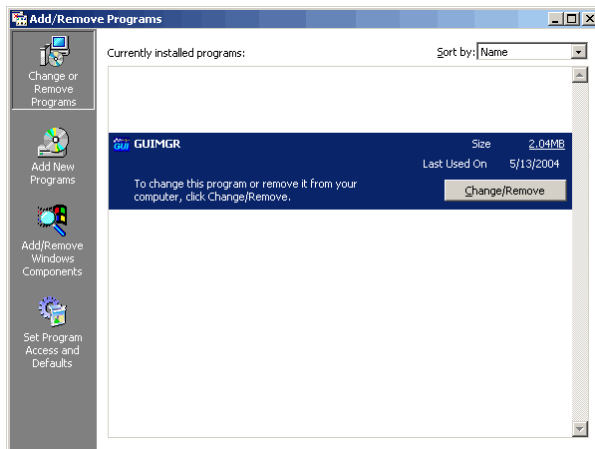 Add/Remove Programs
Change or
Remove
Programs
Add New
Programs
Add/Remove
Windows
Components
Set Program
Access and
Defaults
Currently installed programs:
Sort by: Name
GUI GUIMGR
Size 2.04MB
Last Used On 5/13/2004
To change this program or remove it from your
computer, click Change/Remove.
Change/Remove